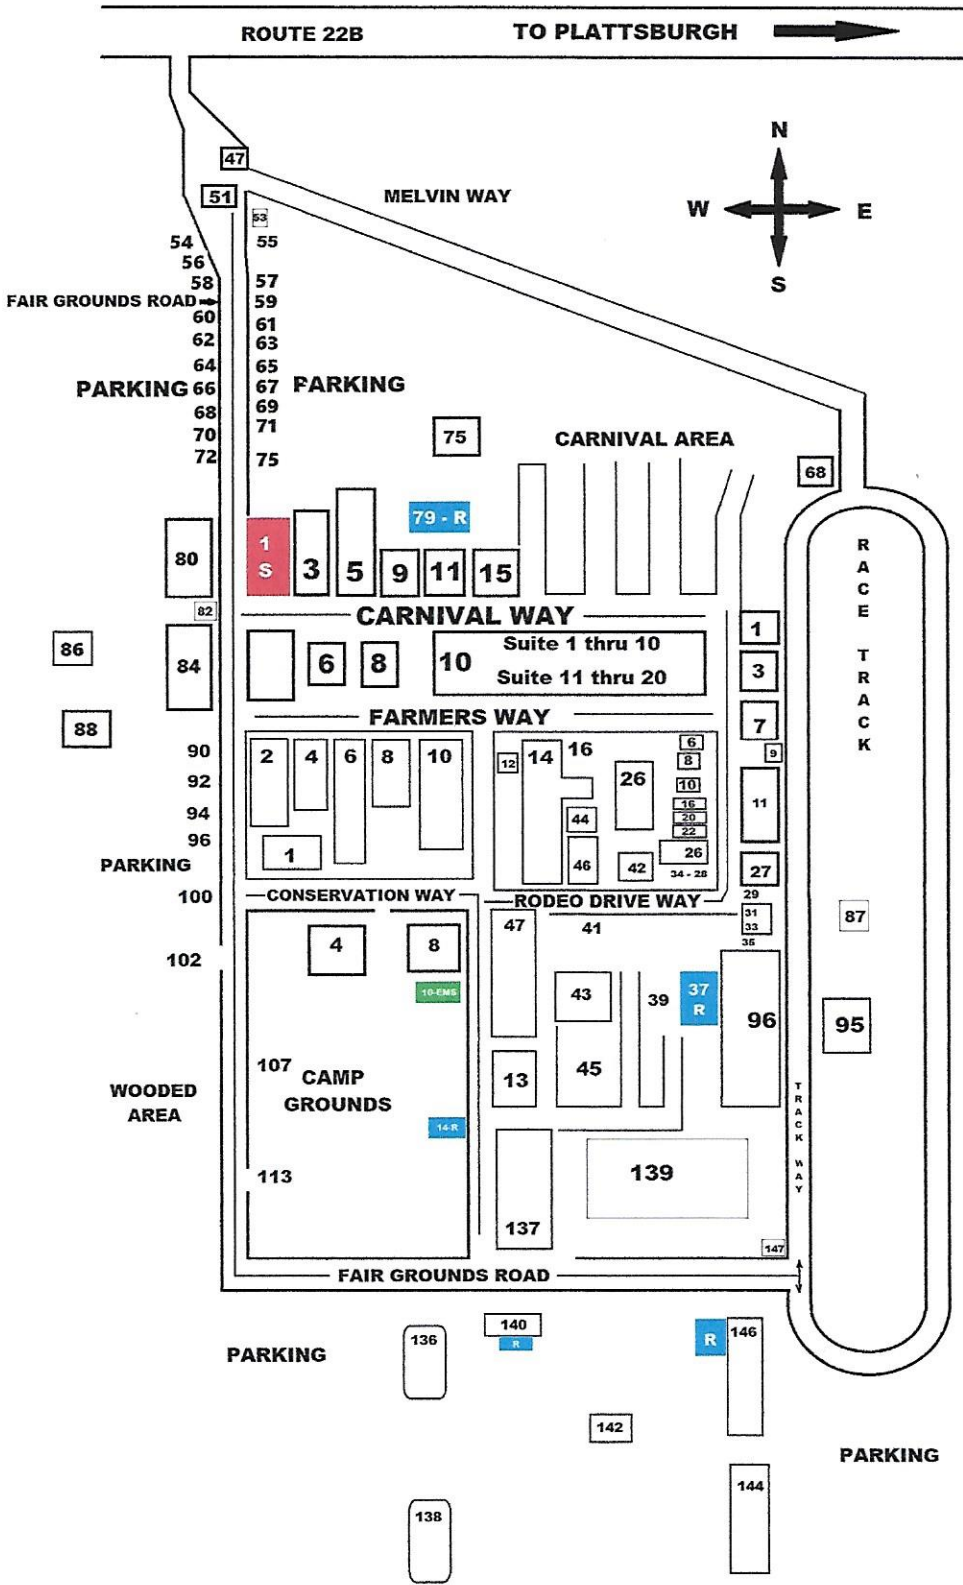 ROUTE 22B
TO PLATTSBURGH
N
W
E
S
47
51
MELVIN WAY
53
54
55
56
58
57
FAIR GROUNDS ROAD
59
60
61
62
63
64
65
PARKING
66
67
PARKING
68
69
70
71
72
75
75
CARNIVAL AREA
68
79 - R
80
1
S
3
5
9
11
15
RACE TRACK
82
CARNIVAL WAY
86
84
6
8
10
Suite 1 thru 10
Suite 11 thru 20
1
3
88
FARMERS WAY
7
90
2
4
6
8
10
12
14
16
6
8
9
92
26
10
16
94
44
20
22
11
96
1
46
42
26
34 - 28
27
PARKING
100
CONSERVATION WAY
RODEO DRIVE WAY
29
47
41
31
33
35
87
102
4
8
10-EMS
43
39
37
R
96
95
107
CAMP
GROUNDS
13
45
WOODED
AREA
TRACK WAY
14-R
113
139
137
147
FAIR GROUNDS ROAD
PARKING
136
140
R
R
146
142
PARKING
138
144